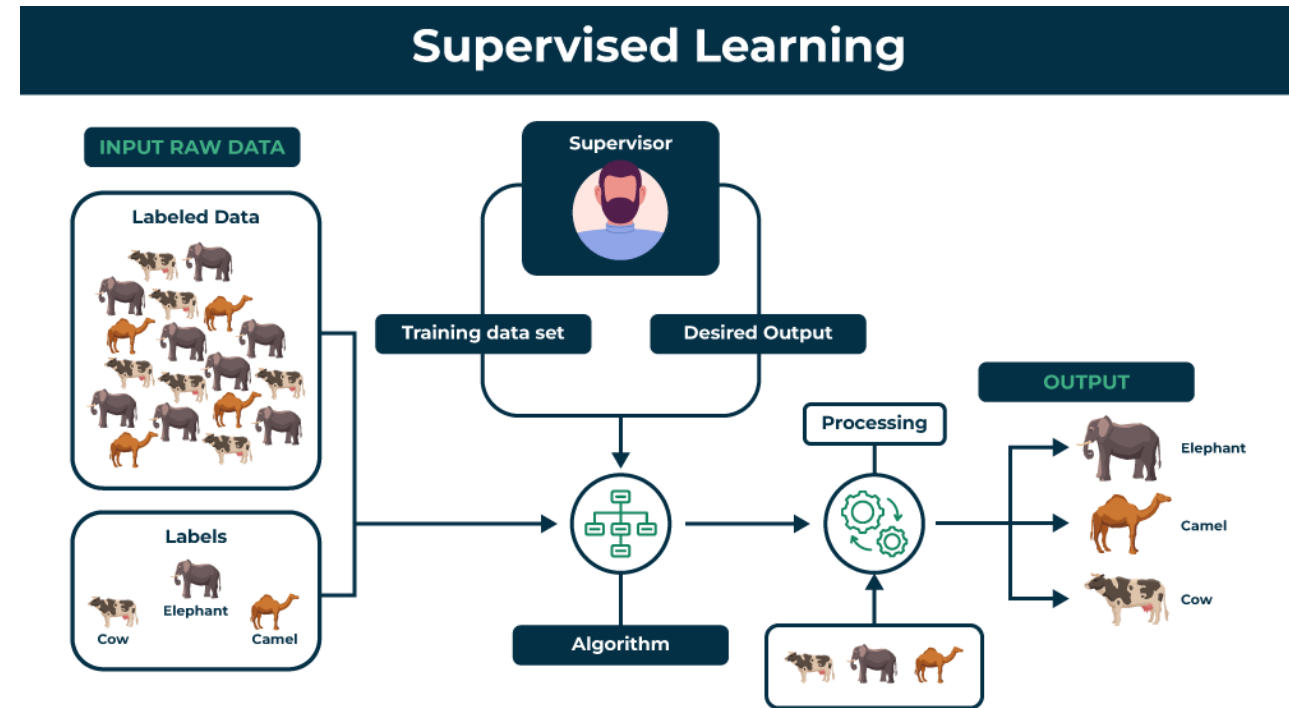 Supervised Learning
INPUT RAW DATA
Labeled Data
Labels
Elephant
Cow
Camel
Supervisor
Training data set
Desired Output
Algorithm
Processing
OUTPUT
Elephant
Camel
Cow